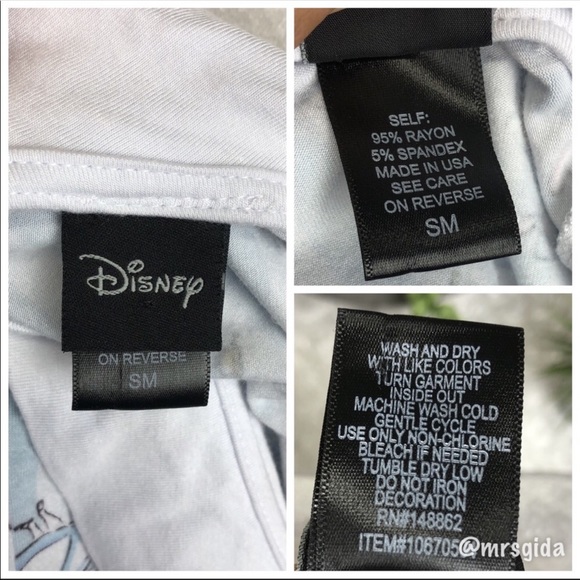 DISNEY
ON REVERSE
SM
SELF:
95% RAYON
5% SPANDEX
MADE IN USA
SEE CARE
ON REVERSE
SM
WASH AND DRY
WITH LIKE COLORS
TURN GARMENT
INSIDE OUT
MACHINE WASH COLD
GENTLE CYCLE
USE ONLY NON-CHLORINE
BLEACH IF NEEDED
TUMBLE DRY LOW
DO NOT IRON
DECORATION
RN#148862
ITEM#106705
@mrsgida